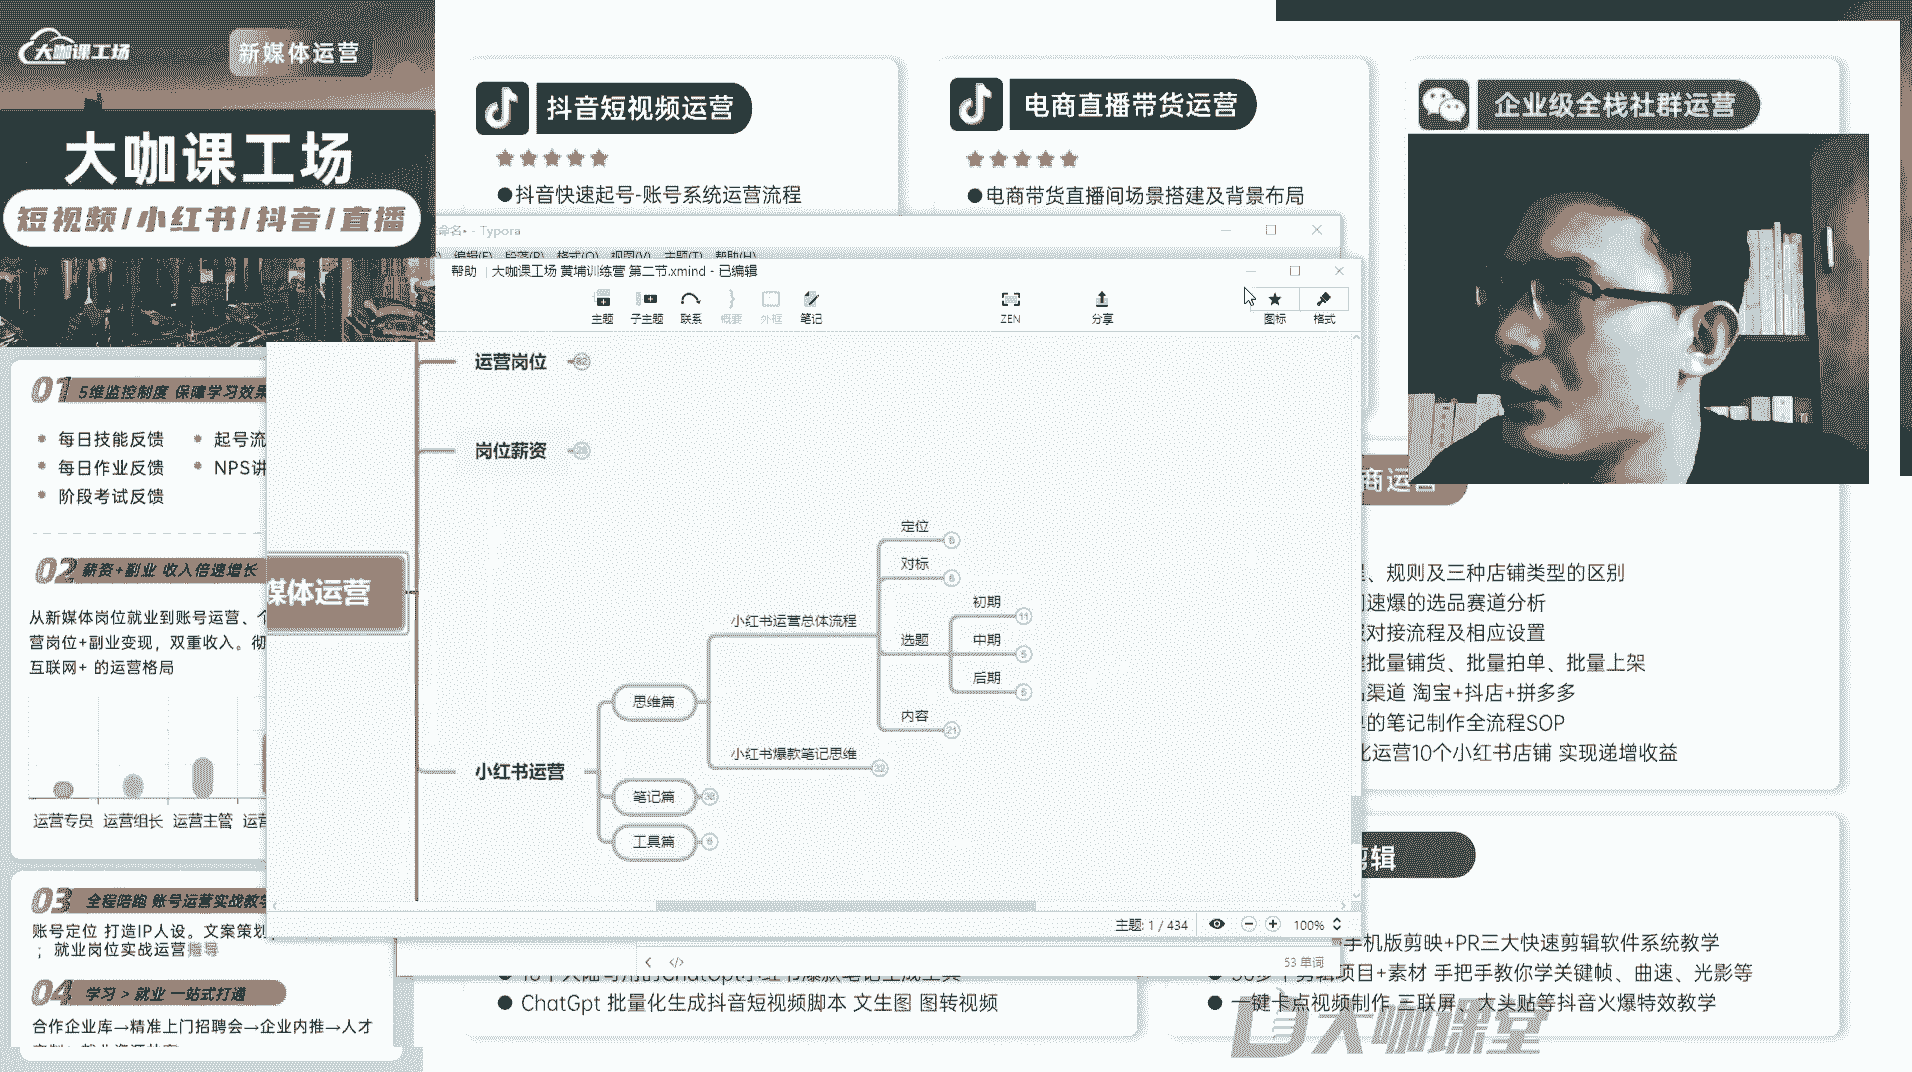 大咖课工场
新媒体运营
大咖课工场
短视频/小红书/抖音/直播
抖音短视频运营
●抖音快速起号-账号系统运营流程
电商直播带货运营
●电商带货直播间场景搭建及背景布局
企业级全栈社群运营
01 5维监控制度 保障学习效果
每日技能反馈
起号流
每日作业反馈
NPS讲
阶段考试反馈
02 薪资+副业 收入倍速增长
从新媒体岗位就业到账号运营、
营岗位+副业变现，双重收入。彻
互联网+ 的运营格局
运营专员 运营组长 运营主管
03 全程陪跑 账号运营实战教学
账号定位 打造IP人设。文案策划
；就业岗位实战运营指导
04 学习 > 就业 一站式打通
合作企业库→精准上门招聘会→企业内推→人才
命名• - Typora
编辑(E) 段落(P) 格式(O) 视图(V) 主题(T) 帮助(H)
帮助 大咖课工场 黄埔训练营 第二节.xmind - 已编辑
主题 子主题 联系 概要 外框 笔记 ZEN 分享 图标 格式
运营岗位
岗位薪资
媒体运营
小红书运营
思维篇
小红书运营总体流程
定位 6
对标 6
选题
初期 11
中期 5
后期 5
内容 21
小红书爆款笔记思维
笔记篇
工具篇
主题: 1 / 434 100%
53 单词
商运营
、规则及三种店铺类型的区别
速爆的选品赛道分析
对接流程及相应设置
批量铺货、批量拍单、批量上架
渠道 淘宝+抖店+拼多多
的笔记制作全流程SOP
化运营10个小红书店铺 实现递增收益
剪辑
手机版剪映+PR三大快速剪辑软件系统教学
项目+素材 手把手教你学关键帧、曲速、光影等
● 一键卡点视频制作 三联屏、大头贴等抖音火爆特效教学
● ChatGpt 批量化生成抖音短视频脚本 文生图 图转视频
大咖课堂